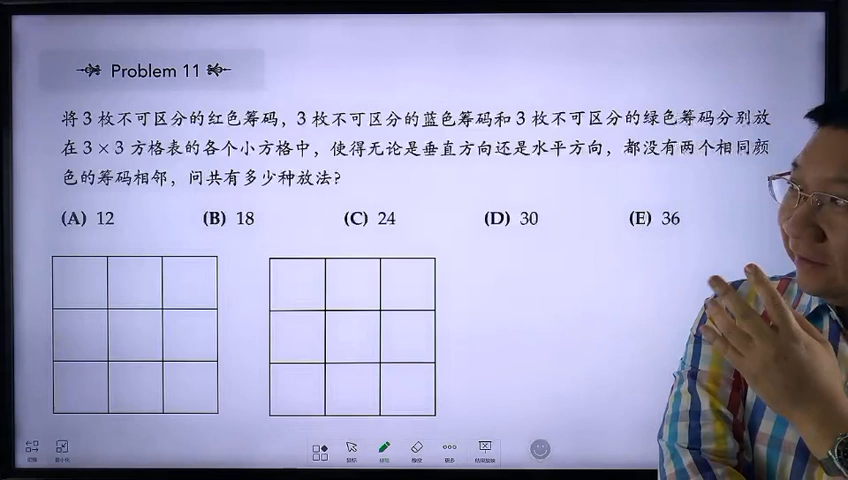 Problem 11
将 3 枚不可区分的红色筹码，3 枚不可区分的蓝色筹码和 3 枚不可区分的绿色筹码分别放
在 3 × 3 方格表的各个小方格中，使得无论是垂直方向还是水平方向，都没有两个相同颜
色的筹码相邻，问共有多少种放法？
(A) 12 (B) 18 (C) 24 (D) 30 (E) 36